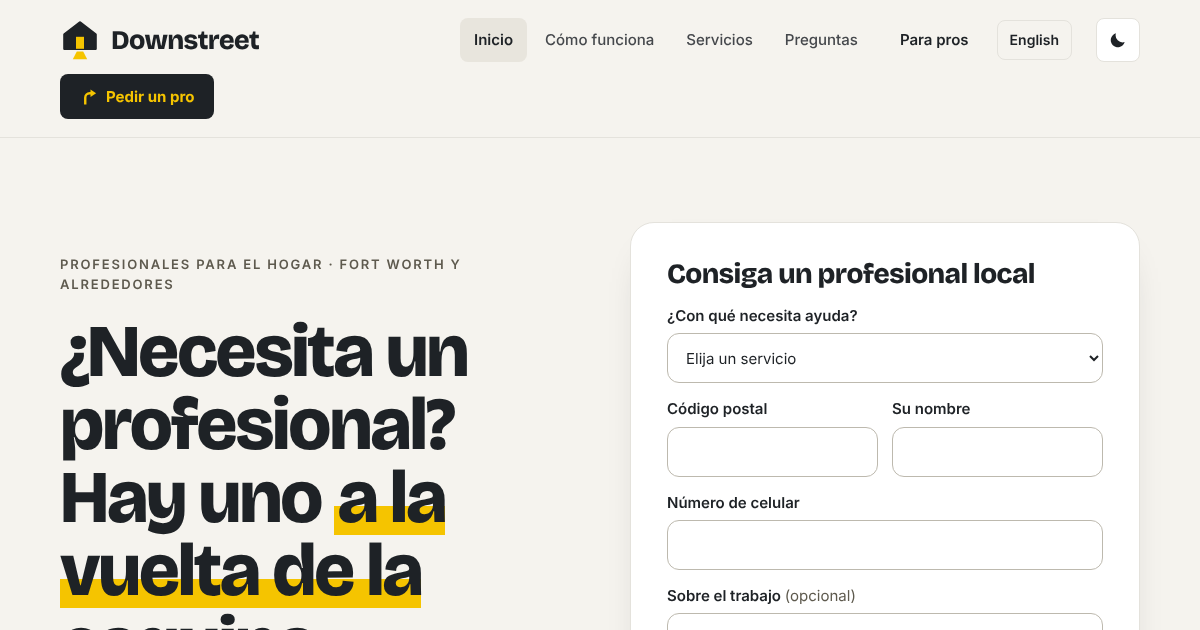 Downstreet
Inicio
Cómo funciona
Servicios
Preguntas
Para pros
English
Pedir un pro
PROFESIONALES PARA EL HOGAR · FORT WORTH Y
ALREDEDORES
¿Necesita un
profesional?
Hay uno a la
vuelta de la
Consiga un profesional local
¿Con qué necesita ayuda?
Elija un servicio
Código postal
Su nombre
Número de celular
Sobre el trabajo (opcional)